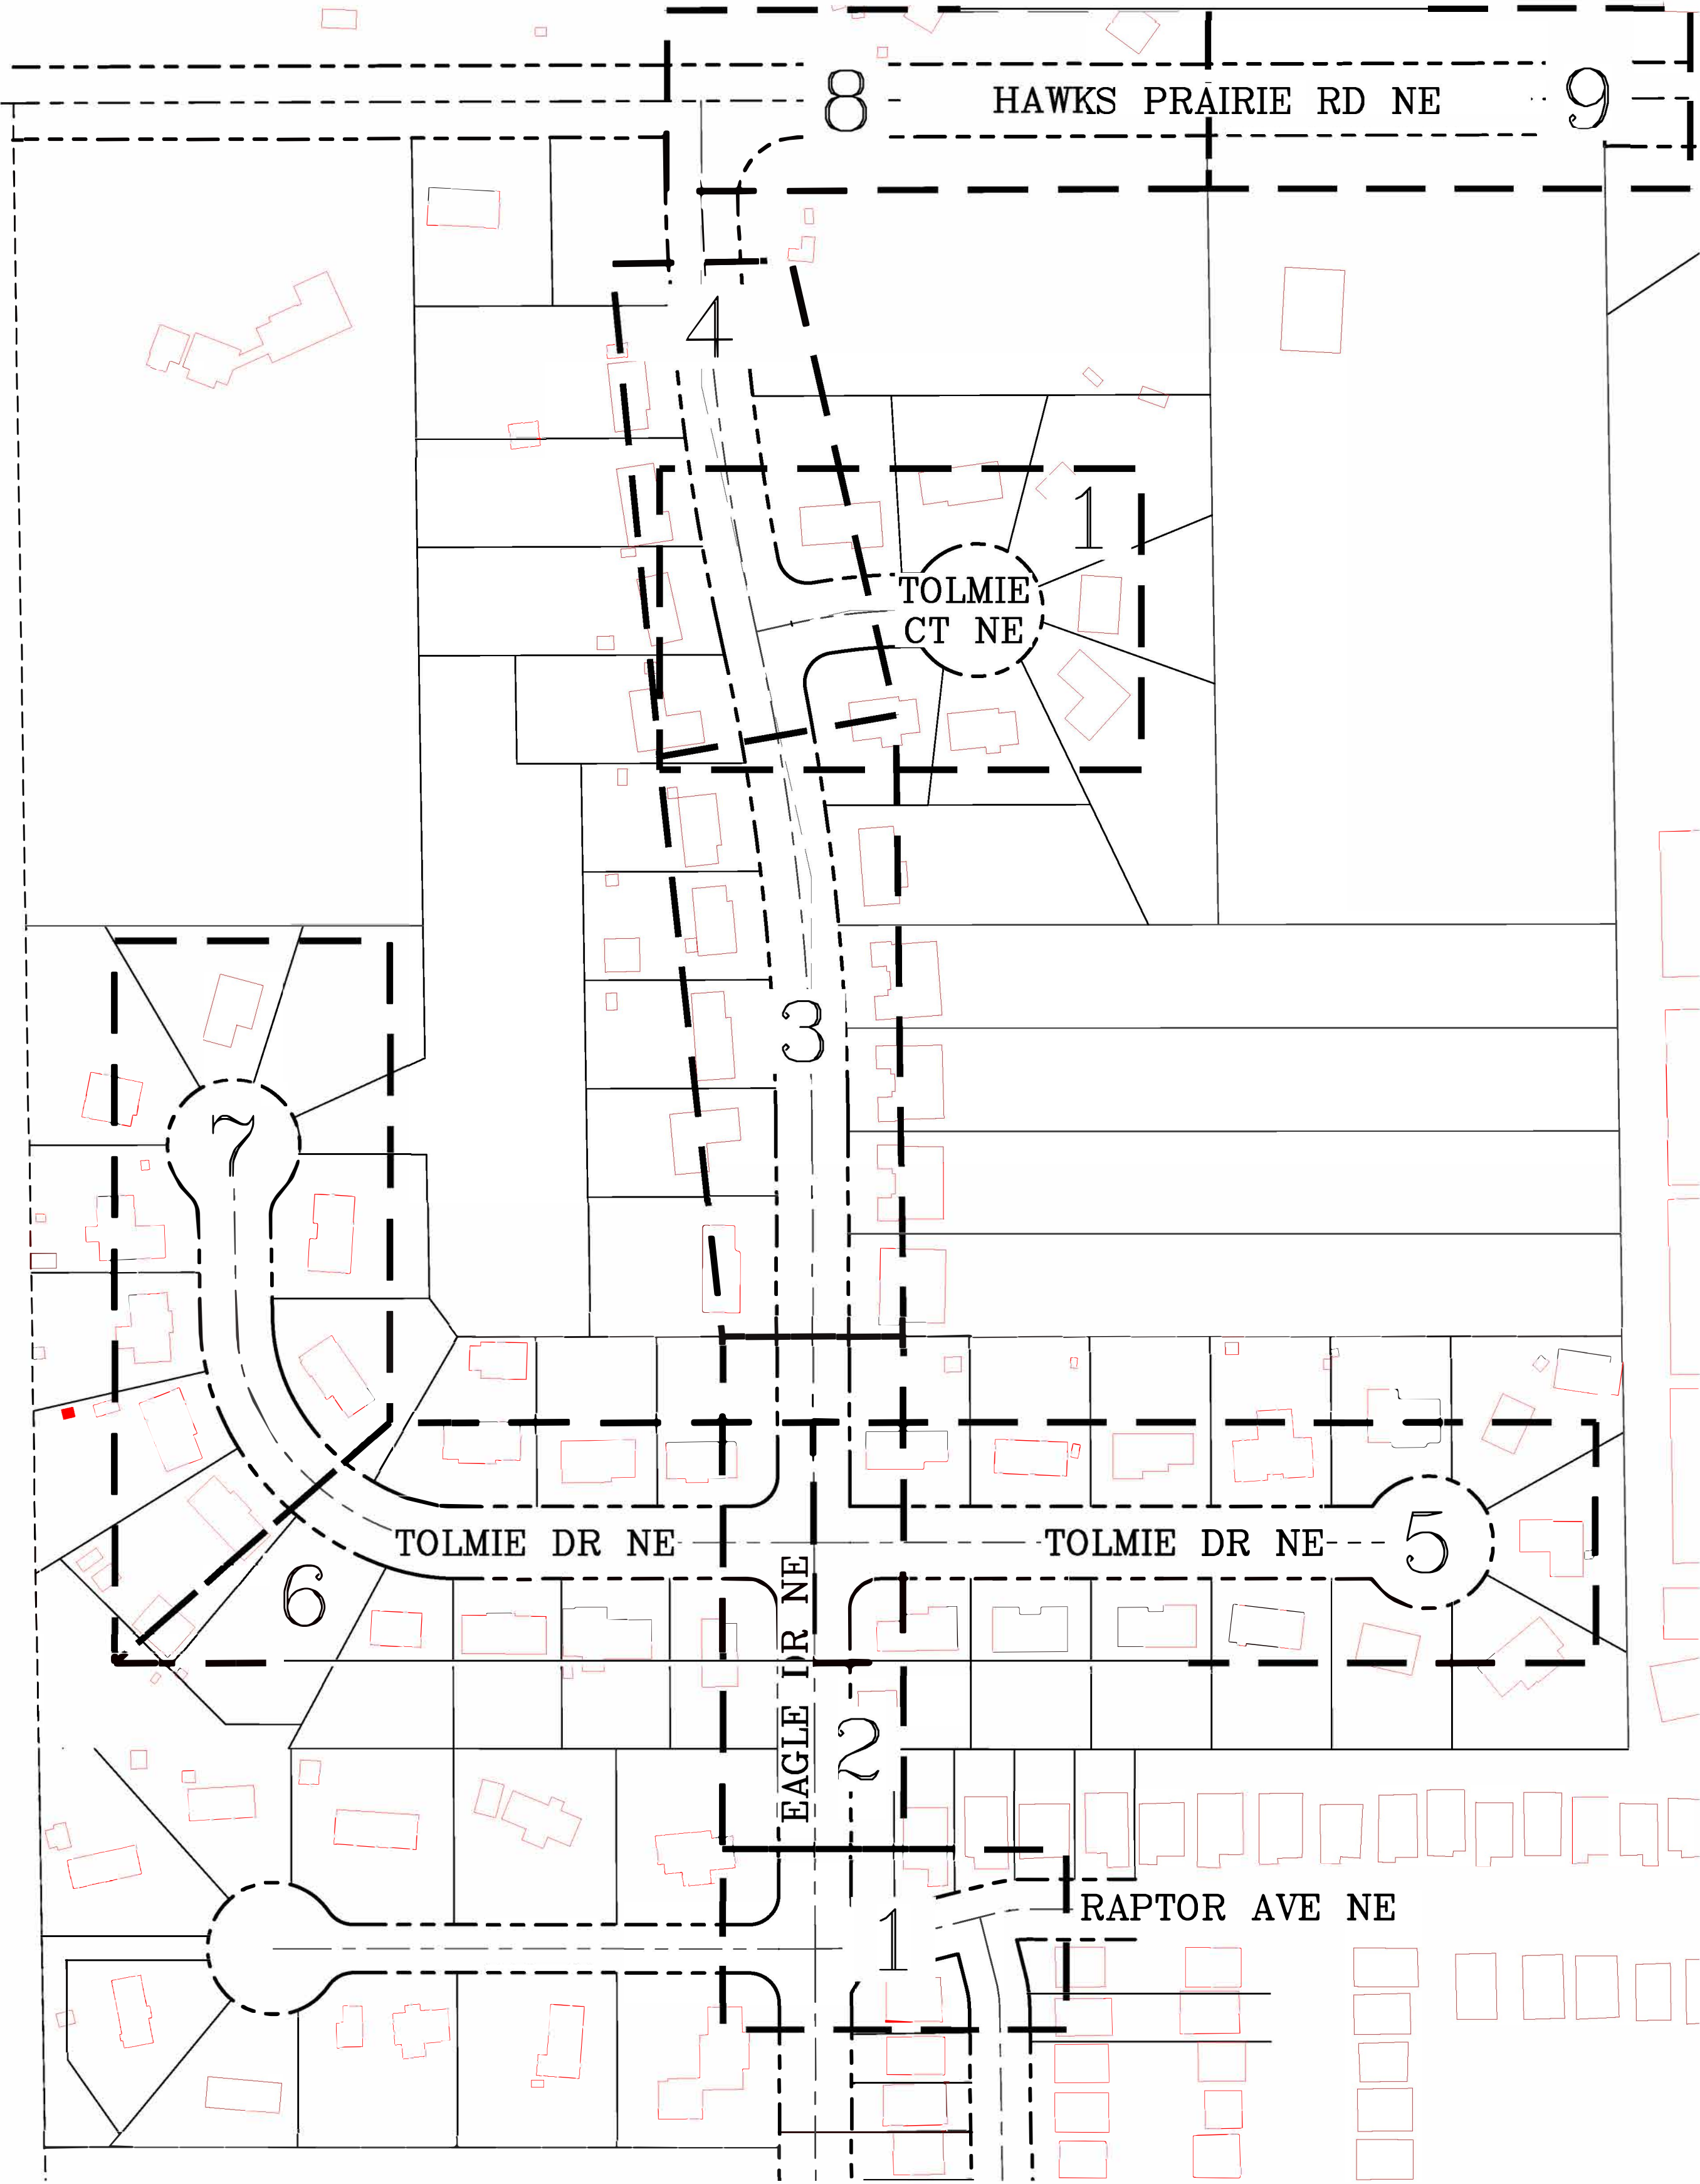 8
HAWKS PRAIRIE RD NE
9
4
1
TOLMIE
CT NE
3
7
TOLMIE DR NE
TOLMIE DR NE
5
6
EAGLE DR NE
2
RAPTOR AVE NE
1